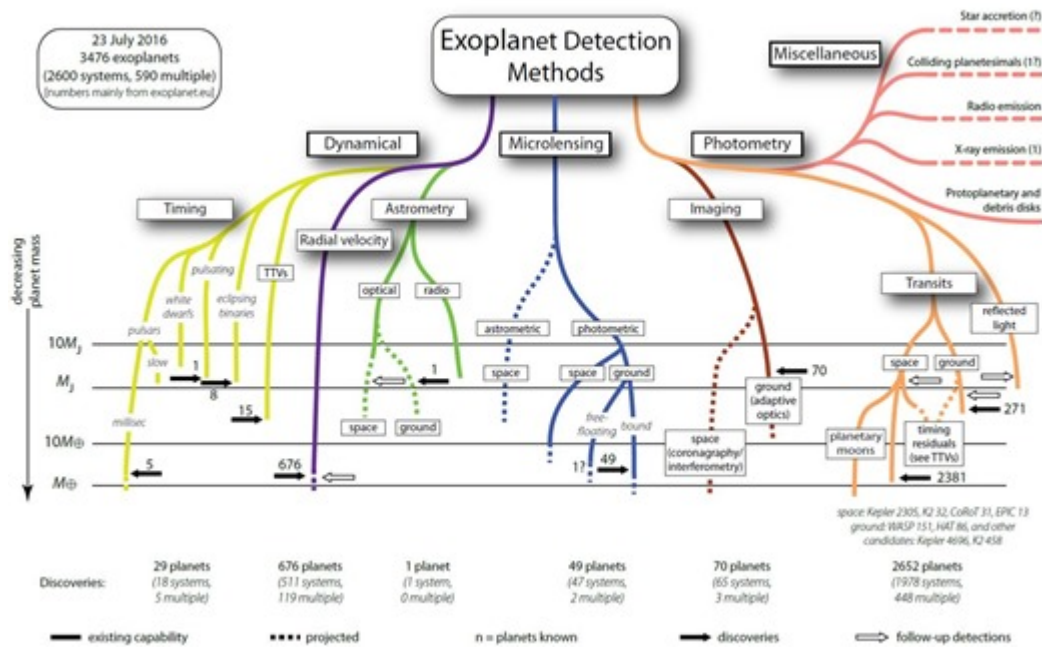 23 July 2016
3476 exoplanets
(2600 systems, 590 multiple)
[numbers mainly from exoplanet.eu]
Exoplanet Detection
Methods
Miscellaneous
Star accretion (?)
Colliding planetesimals (1?)
Radio emission
X-ray emission (1)
Protoplanetary and
debris disks
Dynamical
Microlensing
Photometry
Timing
Astrometry
Imaging
Radial velocity
TTVs
Transits
decreasing
planet mass
pulsars
slow
millisec
white
dwarfs
pulsating
eclipsing
binaries
optical
radio
astrometric
photometric
reflected
light
10MJ
MJ
10M⊕
M⊕
space
ground
space
space
ground
free-
floating
bound
ground
(adaptive
optics)
space
(coronagraphy/
interferometry)
space
ground
planetary
moons
timing
residuals
(see TTVs)
1
8
15
5
676
1
1?
49
70
271
2381
space: Kepler 2305, K2 32, CoRoT 31, EPIC 13
ground: WASP 151, HAT 86, and other
candidates: Kepler 4696, K2 458
Discoveries:
29 planets
(18 systems,
5 multiple)
676 planets
(511 systems,
119 multiple)
1 planet
(1 system,
0 multiple)
49 planets
(47 systems,
2 multiple)
70 planets
(65 systems,
3 multiple)
2652 planets
(1978 systems,
448 multiple)
existing capability
projected
n = planets known
discoveries
follow-up detections